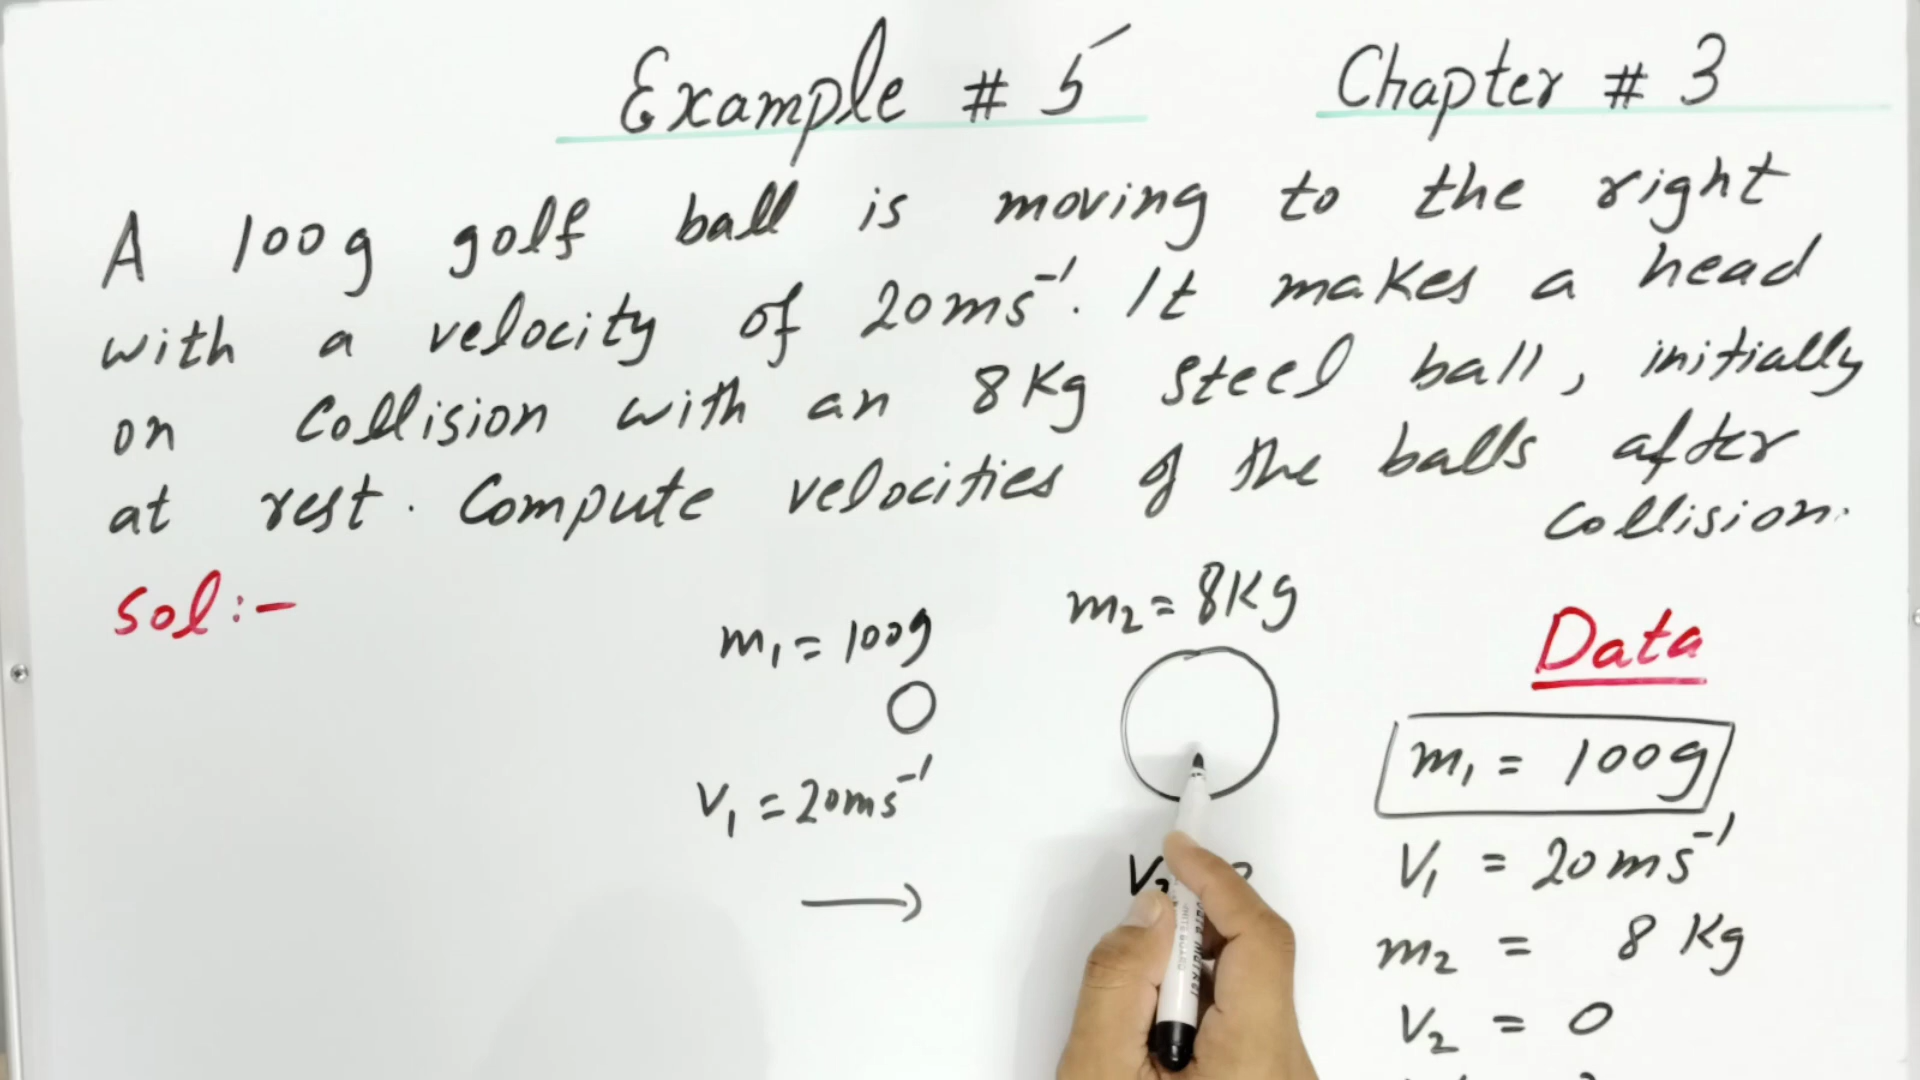 Example # 5 Chapter # 3
A 100g golf ball is moving to the right
with a velocity of 20ms⁻¹. It makes a head
on Collision with an 8Kg steel ball, initially
at rest. Compute velocities of the balls after
collision.
Sol:-
m₁ = 100g
m₂ = 8Kg
V₁ = 20ms⁻¹
Data
m₁ = 100g
V₁ = 20ms⁻¹
m₂ = 8 Kg
V₂ = 0